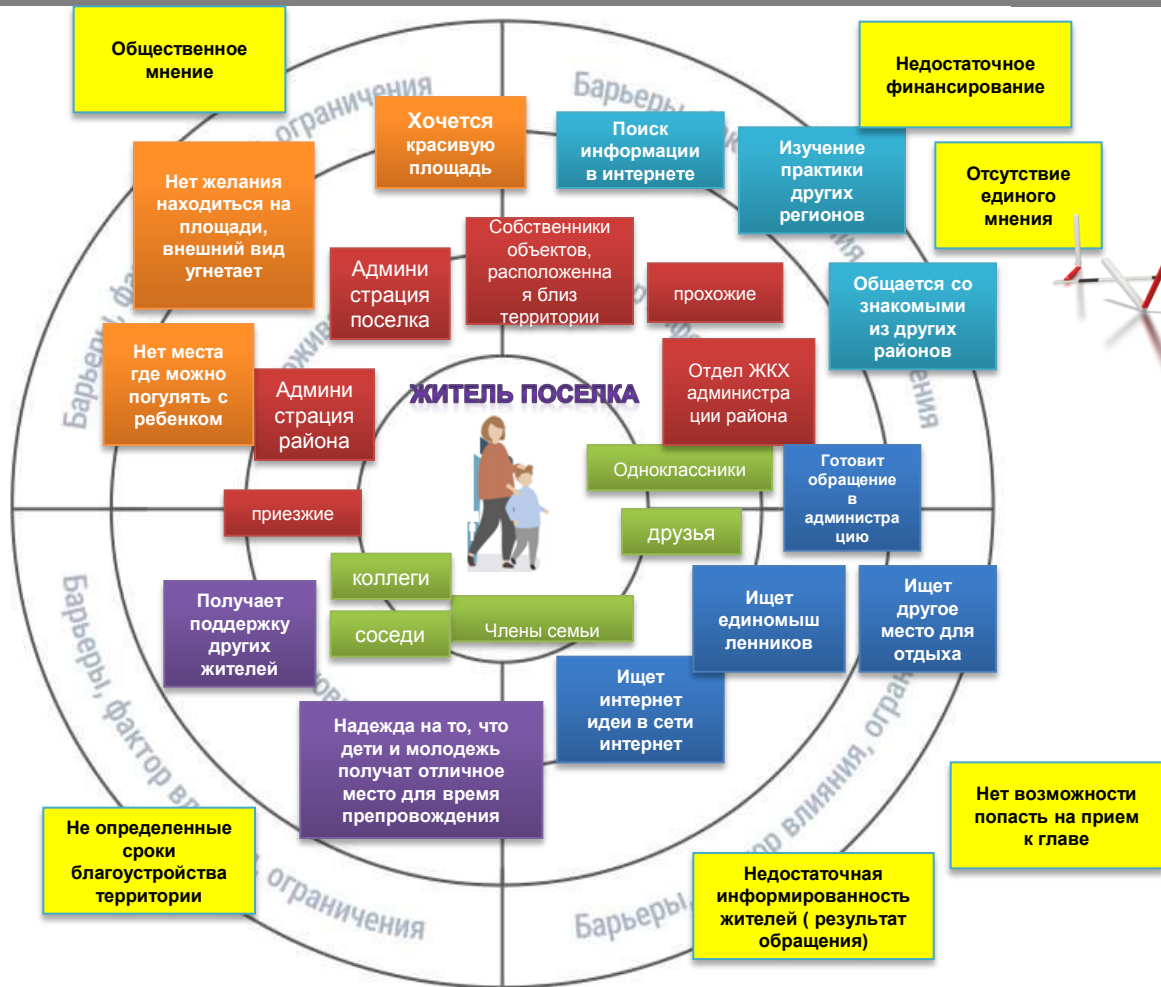 Общественное
мнение
Недостаточное
финансирование
Барьеры, фа
ограничения
Барьеры,
Хочется
красивую
площадь
Поиск
информации
в интернете
Изучение
практики
других
регионов
Отсутствие
единого
мнения
Нет желания
находиться на
площади,
внешний вид
угнетает
Админи
страция
поселка
Собственники
объектов,
расположенна
я близ
территории
прохожие
Общается со
знакомыми
из других
районов
Нет места
где можно
погулять с
ребенком
Админи
страция
района
ЖИТЕЛЬ ПОСЕЛКА
Отдел ЖКХ
администра
ции района
Одноклассники
Готовит
обращение
в
администра
цию
приезжие
друзья
коллеги
соседи
Члены семьи
Получает
поддержку
других
жителей
Ищет
единомыш
ленников
Ищет
другое
место для
отдыха
Ищет
интернет
идеи в сети
интернет
Надежда на то, что
дети и молодежь
получат отличное
место для время
препровождения
Барьеры, фактор вл
ограничения
Барьеры,
ор влияния, огран
Не определенные
сроки
благоустройства
территории
Недостаточная
информированность
жителей ( результат
обращения)
Нет возможности
попасть на прием
к главе